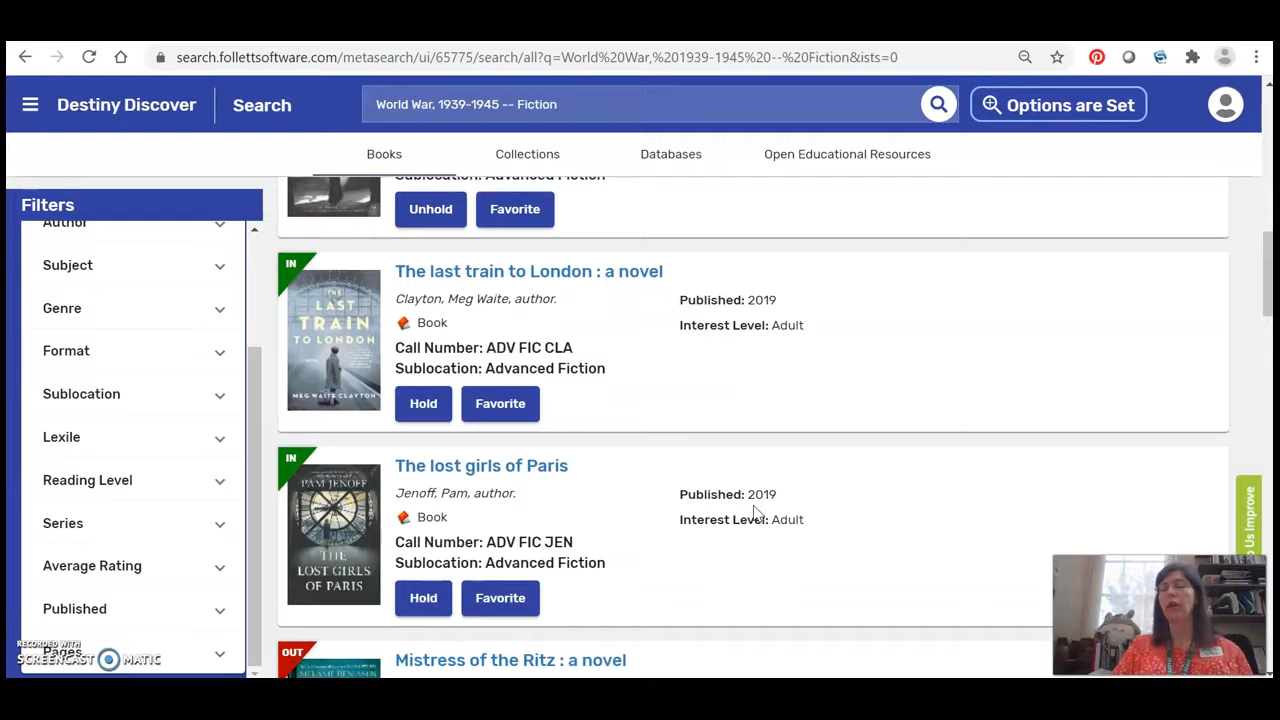 search.follettsoftware.com/metasearch/ui/65775/search/all?q=World%20War,%201939-1945%20--%20Fiction&ists=0
Destiny Discover
Search
World War, 1939-1945 -- Fiction
Options are Set
Books
Collections
Databases
Open Educational Resources
Filters
Author
Subject
Genre
Format
Sublocation
Lexile
Reading Level
Series
Average Rating
Published
Pages
RECORDED WITH
SCREENCAST MATIC
Sublocation: Advanced Fiction
Unhold
Favorite
IN
The last train to London : a novel
THE LAST TRAIN TO LONDON
MEG WAITE CLAYTON
Clayton, Meg Waite, author.
Published: 2019
Book
Interest Level: Adult
Call Number: ADV FIC CLA
Sublocation: Advanced Fiction
Hold
Favorite
IN
The lost girls of Paris
PAM JENOFF
THE
LOST GIRLS
OF PARIS
Jenoff, Pam, author.
Published: 2019
Book
Interest Level: Adult
Call Number: ADV FIC JEN
Sublocation: Advanced Fiction
Hold
Favorite
OUT
Mistress of the Ritz : a novel
MELANIE BENJAMIN
Us Improve